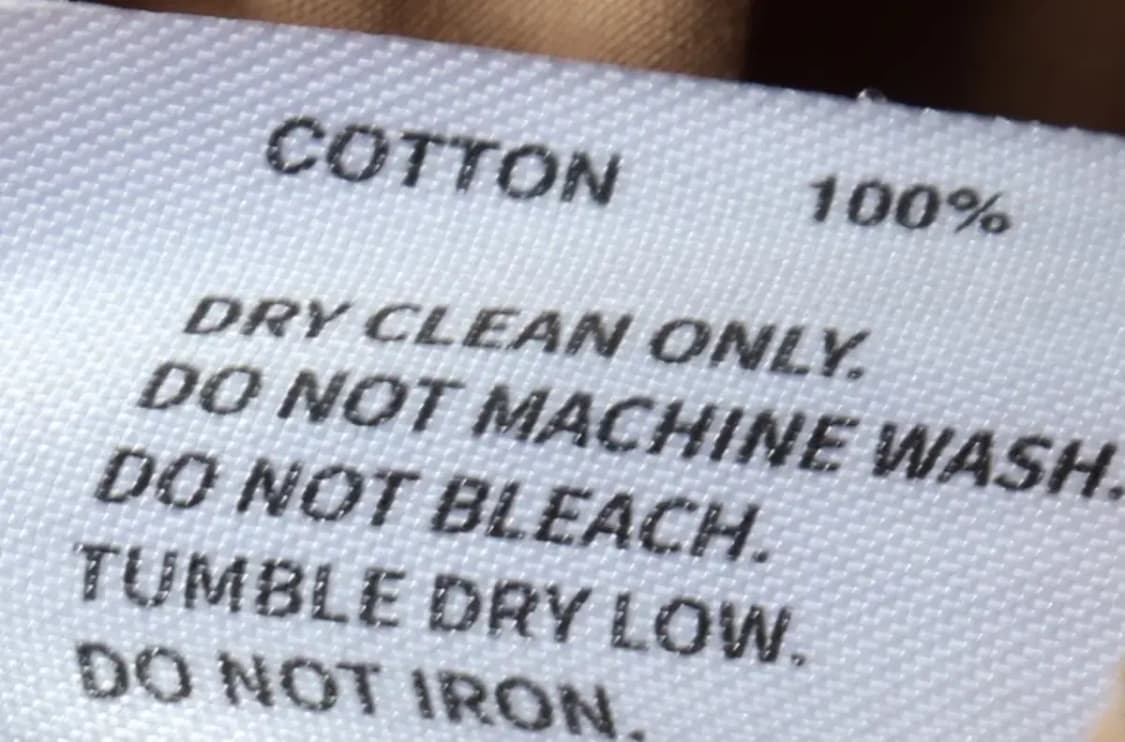 COTTON 100%
DRY CLEAN ONLY.
DO NOT MACHINE WASH.
DO NOT BLEACH.
TUMBLE DRY LOW.
DO NOT IRON.